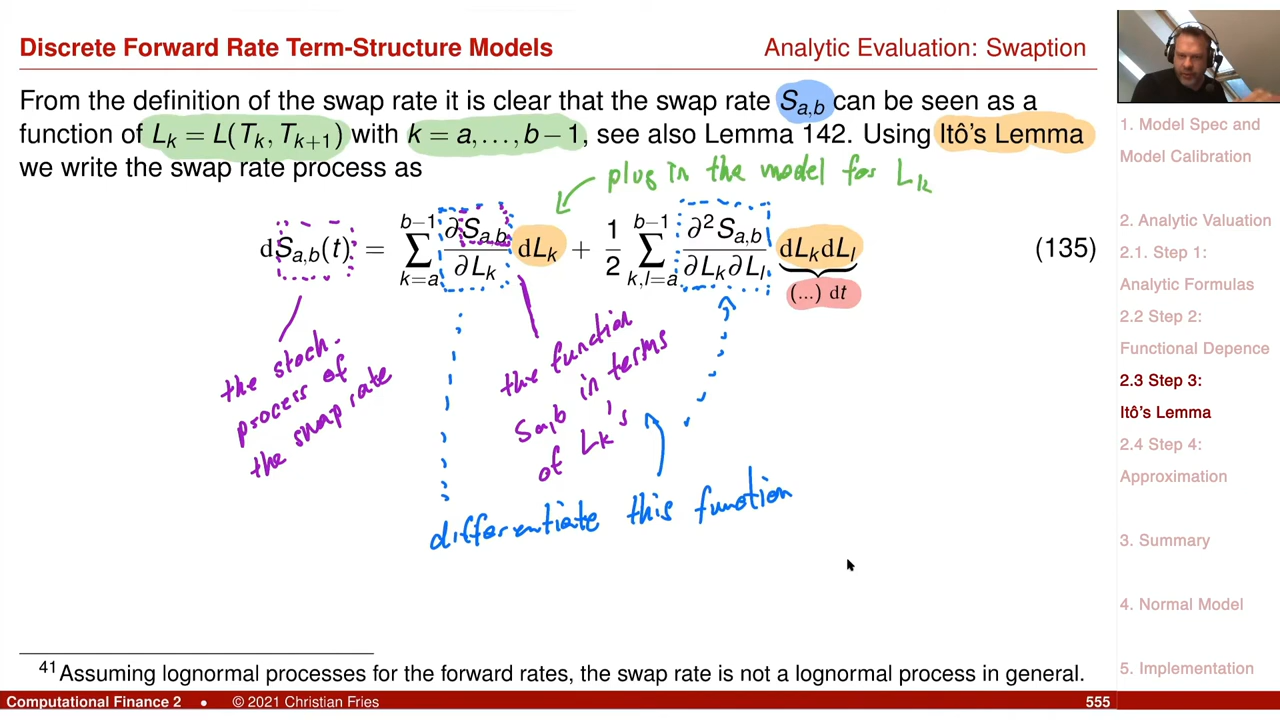 Discrete Forward Rate Term-Structure Models
Analytic Evaluation: Swaption
From the definition of the swap rate it is clear that the swap rate S_{a,b} can be seen as a
function of L_k = L(T_k, T_{k+1}) with k = a, ..., b − 1, see also Lemma 142. Using Itô's Lemma
we write the swap rate process as
plug in the model for L_k
dS_{a,b}(t) = ∑_{k=a}^{b−1} ∂S_{a,b}/∂L_k dL_k + 1/2 ∑_{k,l=a}^{b−1} ∂²S_{a,b}/∂L_k∂L_l dL_k dL_l (135)
(...) dt
the stoch.
process of
the swap rate
the function
S_{a,b} in terms
of L_k's
differentiate this function
41 Assuming lognormal processes for the forward rates, the swap rate is not a lognormal process in general.
Computational Finance 2 • © 2021 Christian Fries
555
1. Model Spec and
Model Calibration
2. Analytic Valuation
2.1. Step 1:
Analytic Formulas
2.2 Step 2:
Functional Depence
2.3 Step 3:
Itô's Lemma
2.4 Step 4:
Approximation
3. Summary
4. Normal Model
5. Implementation